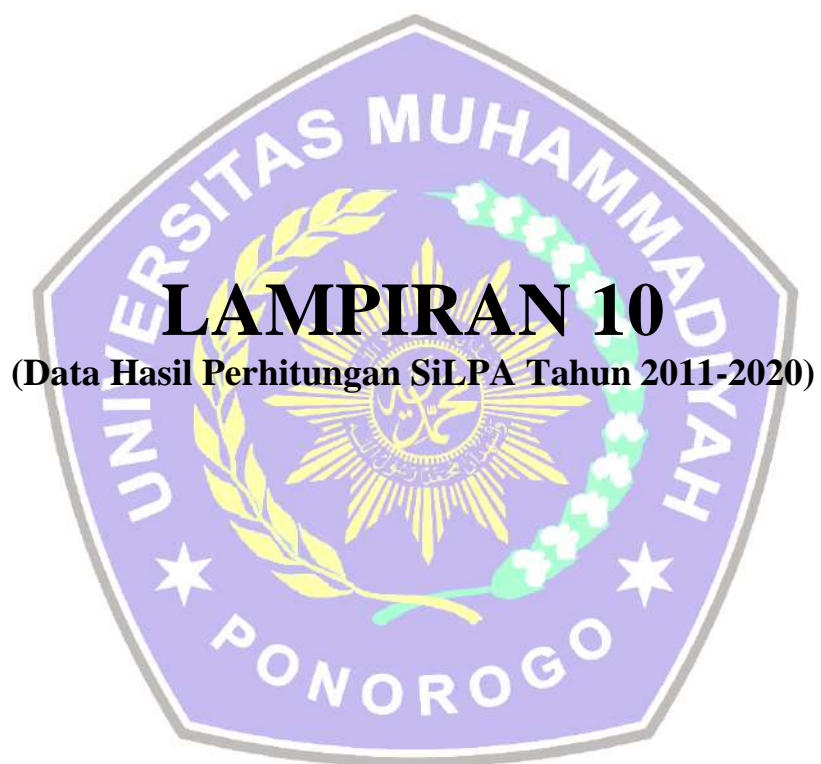 UNIVERSITAS MUHAMMADIYAH
LAMPIRAN 10
(Data Hasil Perhitungan SiLPA Tahun 2011-2020)
PONOROGO